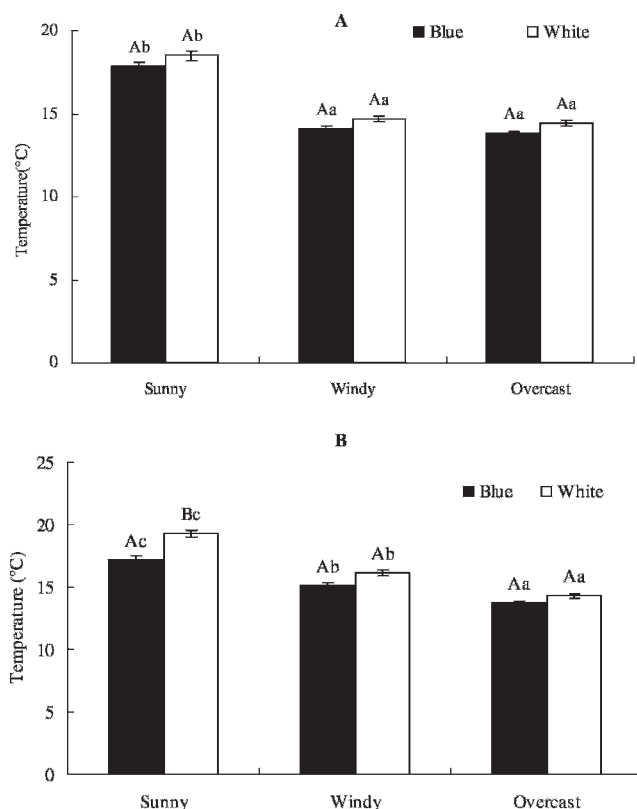 A
Blue White
20
Ab Ab
15
Aa Aa Aa Aa
10
5
0
Temperature(°C)
Sunny Windy Overcast
B
25
Blue White
20
Ac Bc
Ab Ab
15
Aa Aa
10
5
0
Temperature (°C)
Sunny Windy Overcast